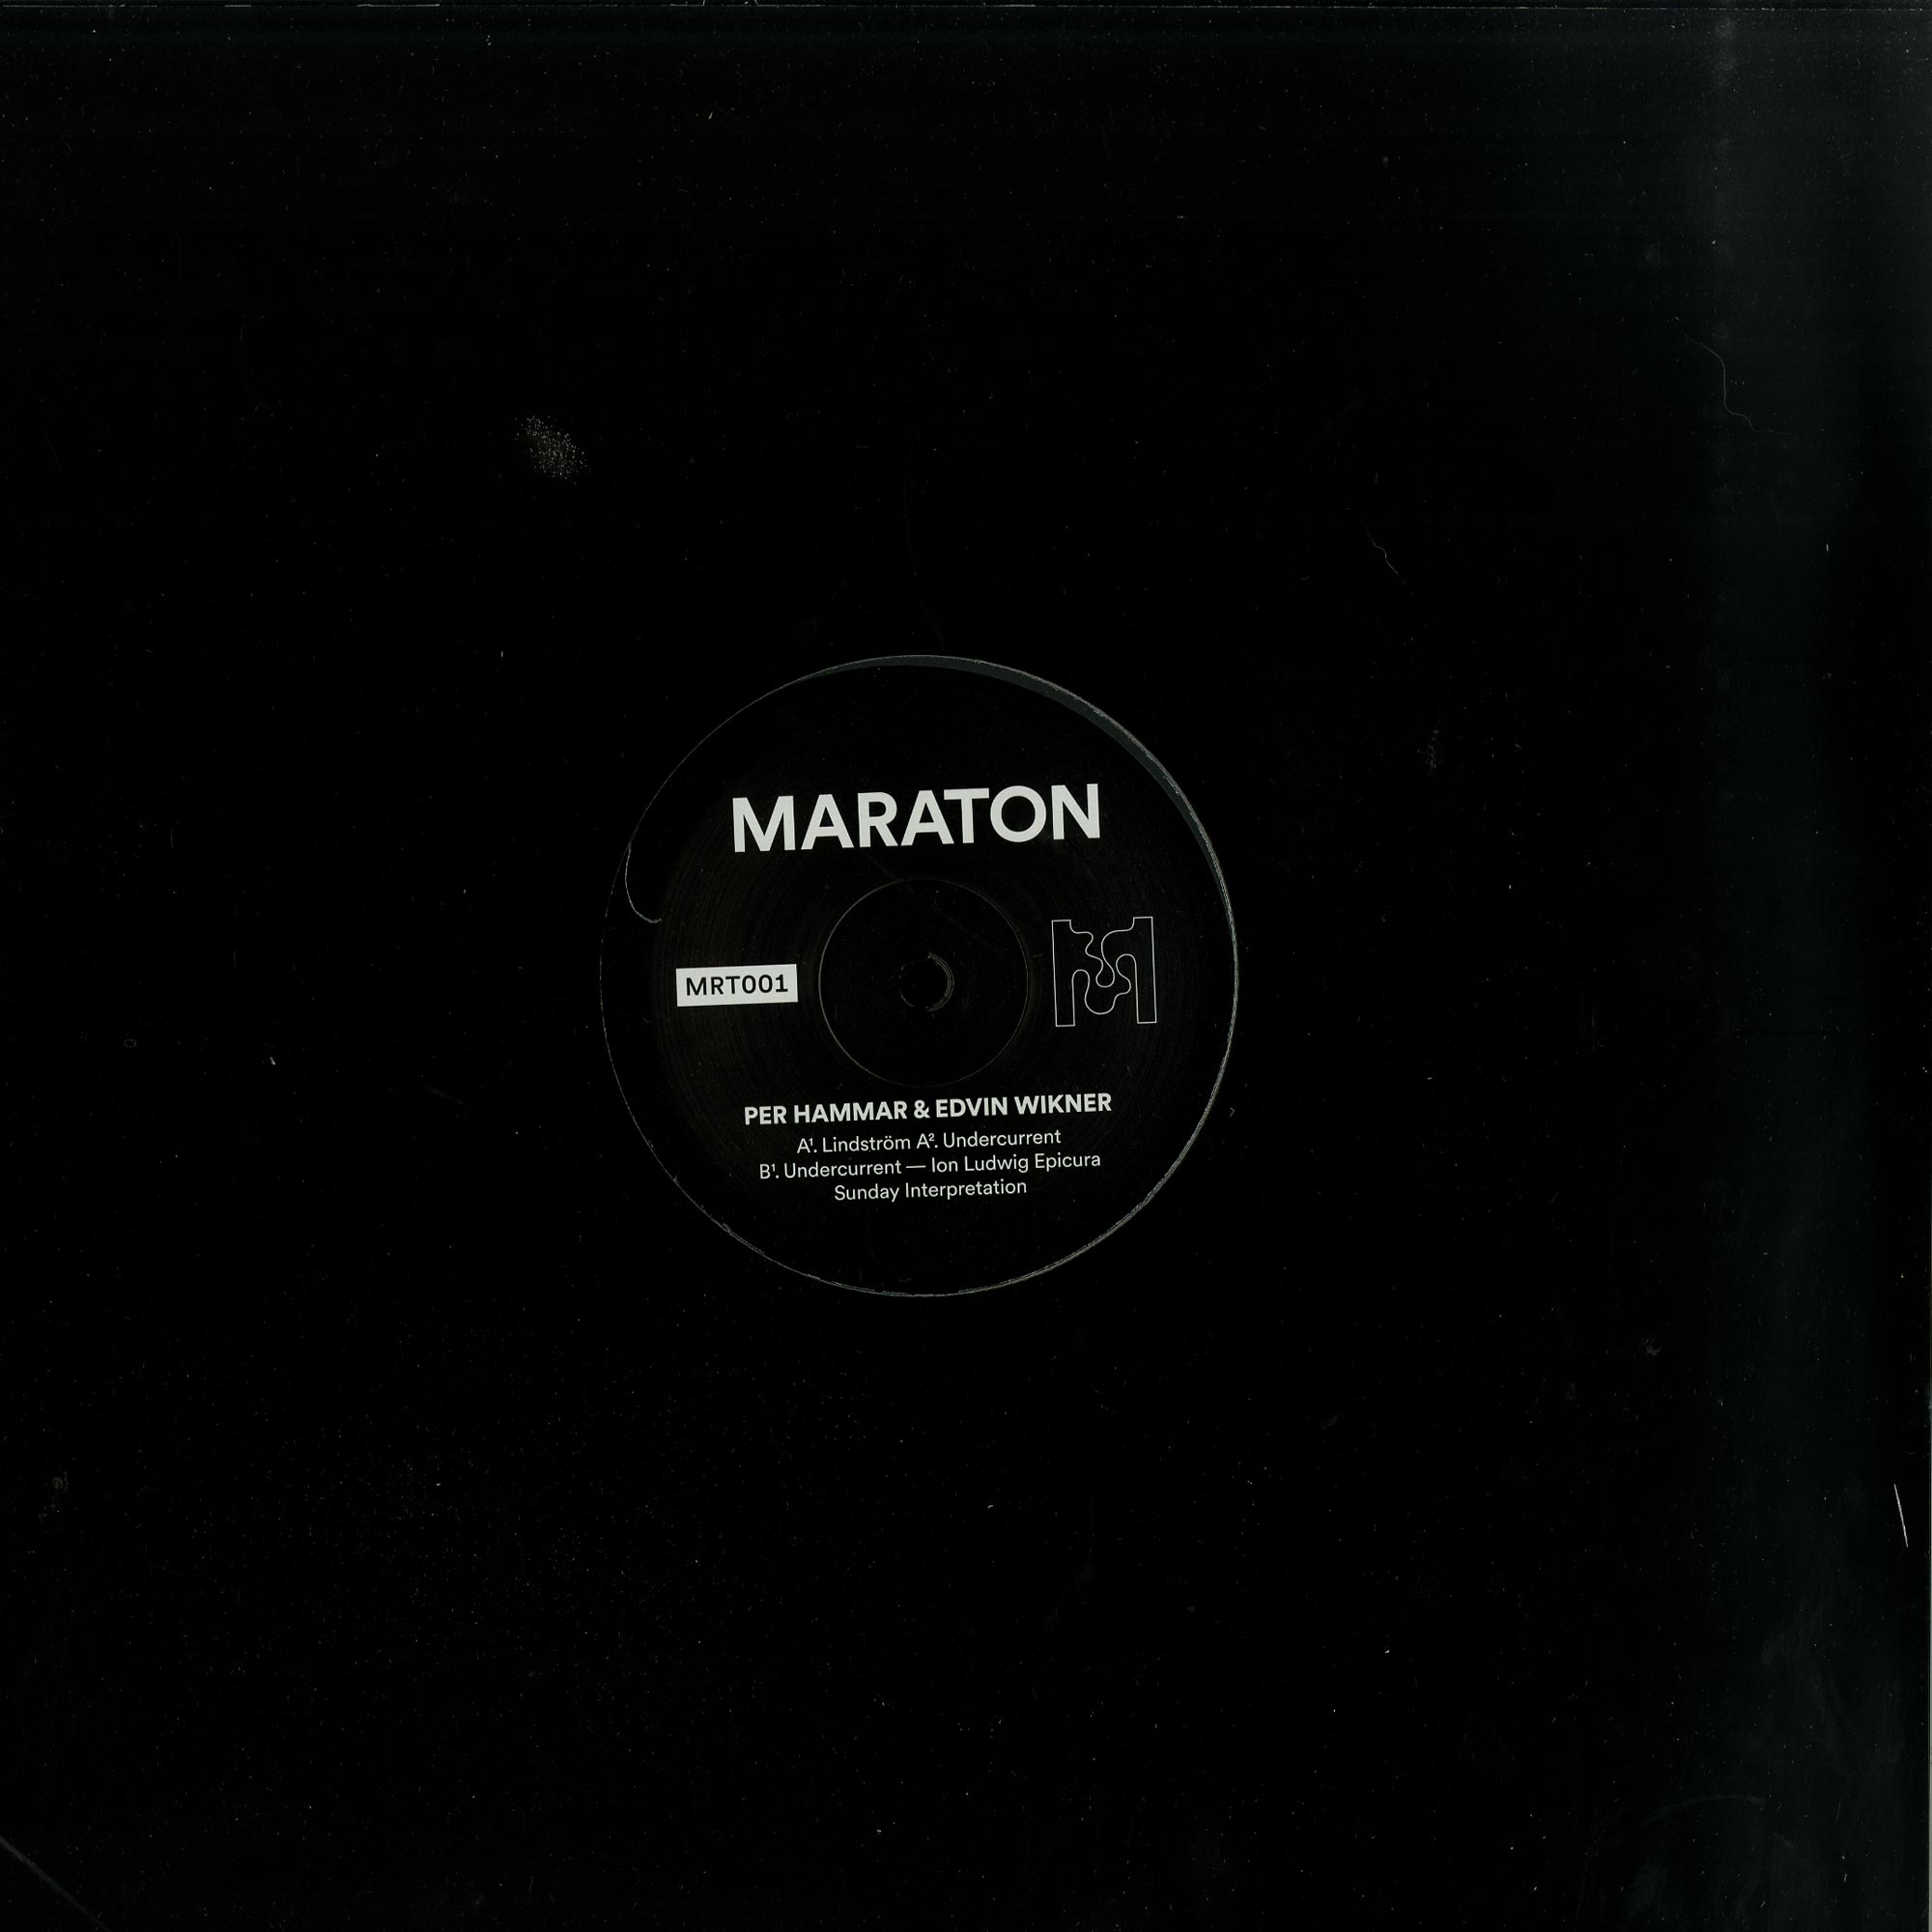 MARATON
MRT001
PER HAMMAR & EDVIN WIKNER
A¹. Lindström A². Undercurrent
B¹. Undercurrent — Ion Ludwig Epicura
Sunday Interpretation